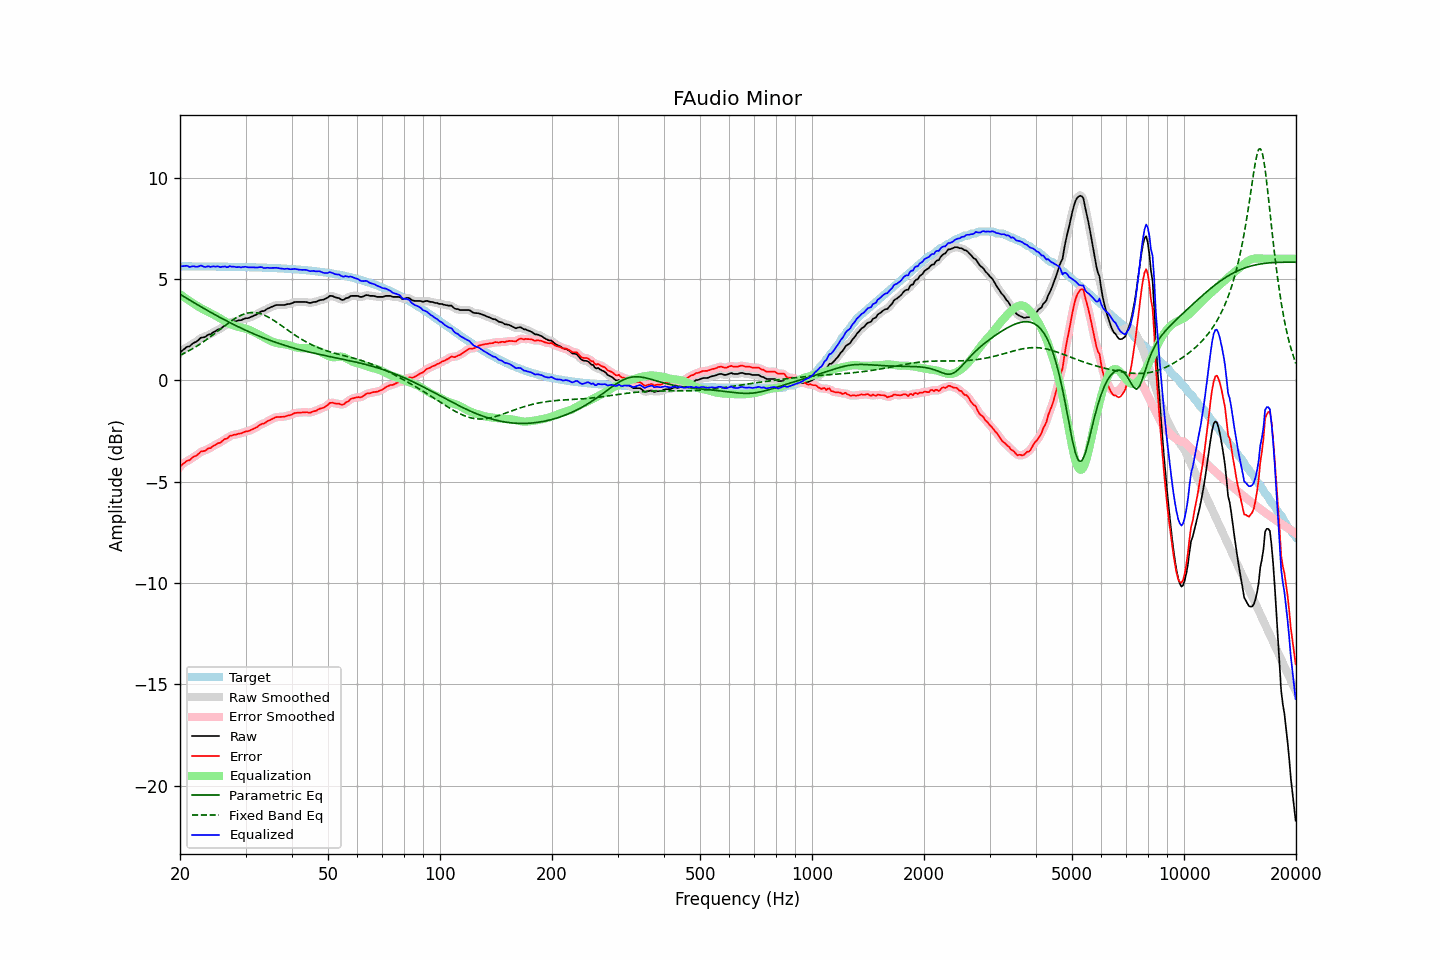 FAudio Minor
Amplitude (dBr)
10
5
0
−5
−10
−15
−20
Target
Raw Smoothed
Error Smoothed
Raw
Error
Equalization
Parametric Eq
Fixed Band Eq
Equalized
20 50 100 200 500 1000 2000 5000 10000 20000
Frequency (Hz)